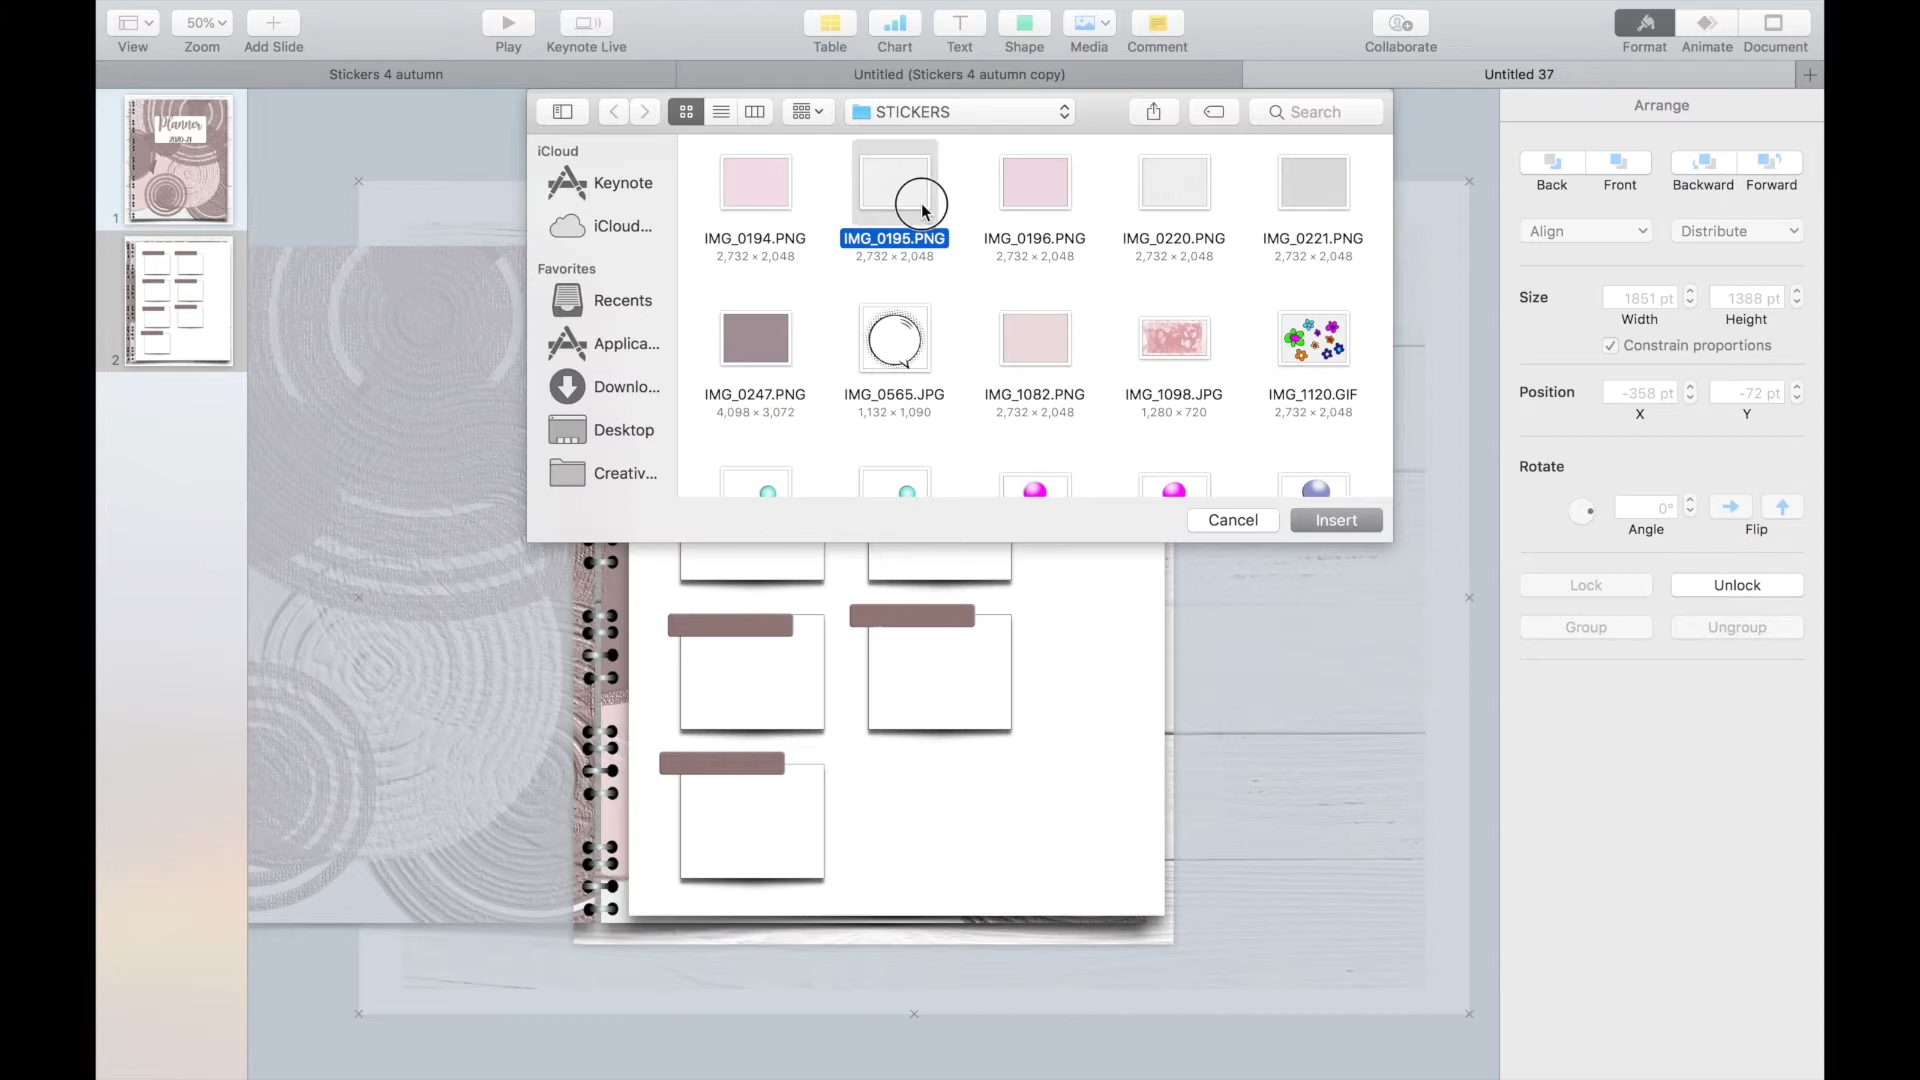 View
50%
Zoom
Add Slide
Play
Keynote Live
Table
Chart
Text
Shape
Media
Comment
Collaborate
Format
Animate
Document
Stickers 4 autumn
Untitled (Stickers 4 autumn copy)
Untitled 37
1
2
Planner
2020-21
STICKERS
Search
iCloud
Keynote
iCloud...
Favorites
Recents
Applica...
Downlo...
Desktop
Creativ...
IMG_0194.PNG
2,732 × 2,048
IMG_0195.PNG
2,732 × 2,048
IMG_0196.PNG
2,732 × 2,048
IMG_0220.PNG
2,732 × 2,048
IMG_0221.PNG
2,732 × 2,048
IMG_0247.PNG
4,098 × 3,072
IMG_0565.JPG
1,132 × 1,090
IMG_1082.PNG
2,732 × 2,048
IMG_1098.JPG
1,280 × 720
IMG_1120.GIF
2,732 × 2,048
Cancel
Insert
Arrange
Back
Front
Backward
Forward
Align
Distribute
Size
1851 pt
1388 pt
Width
Height
Constrain proportions
Position
-358 pt
-72 pt
X
Y
Rotate
0°
Angle
Flip
Lock
Unlock
Group
Ungroup